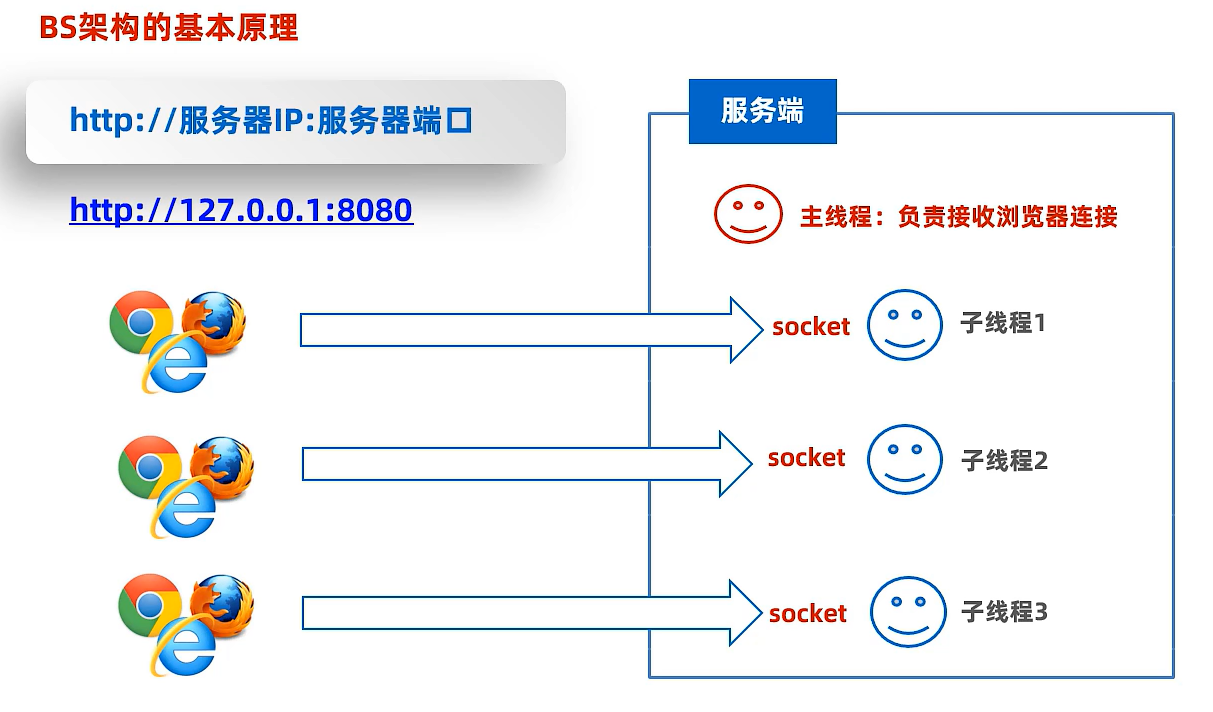 BS架构的基本原理
http://服务器IP:服务器端口
http://127.0.0.1:8080
服务端
主线程：负责接收浏览器连接
socket 子线程1
socket 子线程2
socket 子线程3